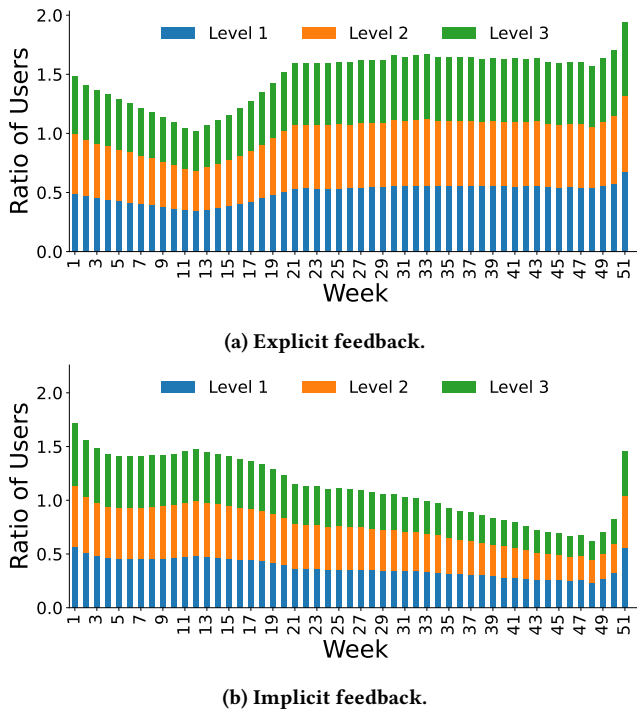 2.0
Level 1 Level 2 Level 3
1.5
1.0
0.5
0.0
Ratio of Users
1 3 5 7 9 11 13 15 17 19 21 23 25 27 29 31 33 35 37 39 41 43 45 47 49 51
Week
(a) Explicit feedback.
2.0
Level 1 Level 2 Level 3
1.5
1.0
0.5
0.0
Ratio of Users
1 3 5 7 9 11 13 15 17 19 21 23 25 27 29 31 33 35 37 39 41 43 45 47 49 51
Week
(b) Implicit feedback.